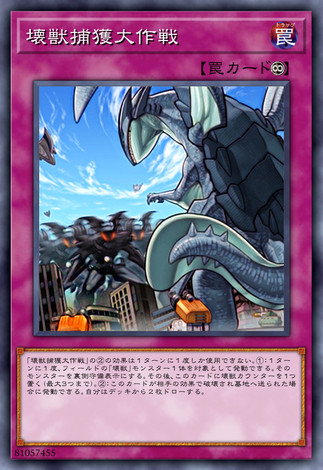 壊獣捕獲大作戦
トラップ
罠
【罠カード】
「壊獣捕獲大作戦」の②の効果は1ターンに1度しか使用できない。①：1ターン
に1度、フィールドの「壊獣」モンスター1体を対象として発動できる。その
モンスターを裏側守備表示にする。その後、このカードに壊獣カウンターを1つ
置く(最大3つまで)。②：このカードが相手の効果で破壊され墓地へ送られた場
合に発動できる。自分はデッキから2枚ドローする。
81057455